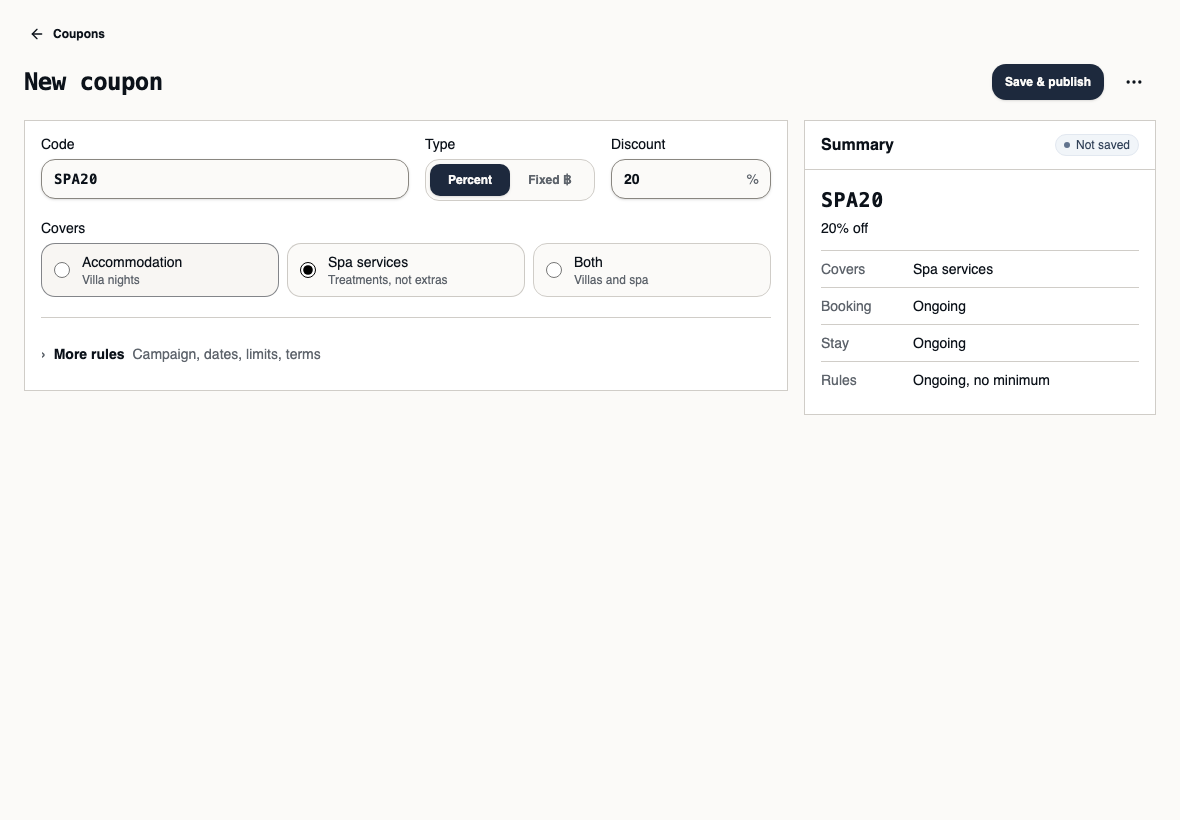 Coupons
New coupon
Save & publish
Code
Type
Discount
SPA20
Percent
Fixed ฿
20
%
Covers
Accommodation
Villa nights
Spa services
Treatments, not extras
Both
Villas and spa
More rules Campaign, dates, limits, terms
Summary
Not saved
SPA20
20% off
Covers Spa services
Booking Ongoing
Stay Ongoing
Rules Ongoing, no minimum